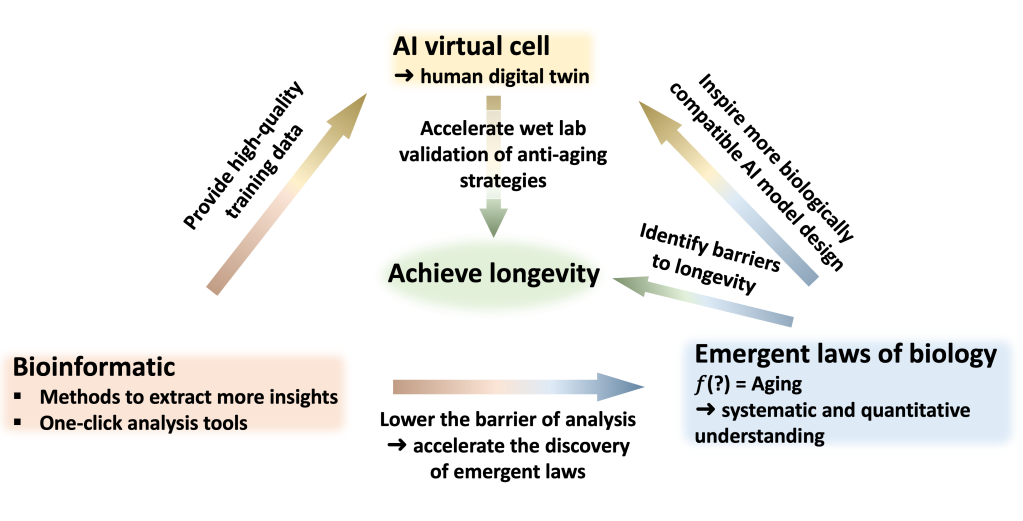 AI virtual cell
➔ human digital twin
Provide high-quality
training data
Accelerate wet lab
validation of anti-aging
strategies
Inspire more biologically
compatible AI model design
Identify barriers
to longevity
Achieve longevity
Bioinformatic
▪ Methods to extract more insights
▪ One-click analysis tools
Lower the barrier of analysis
➔ accelerate the discovery
of emergent laws
Emergent laws of biology
f(?) = Aging
➔ systematic and quantitative
understanding